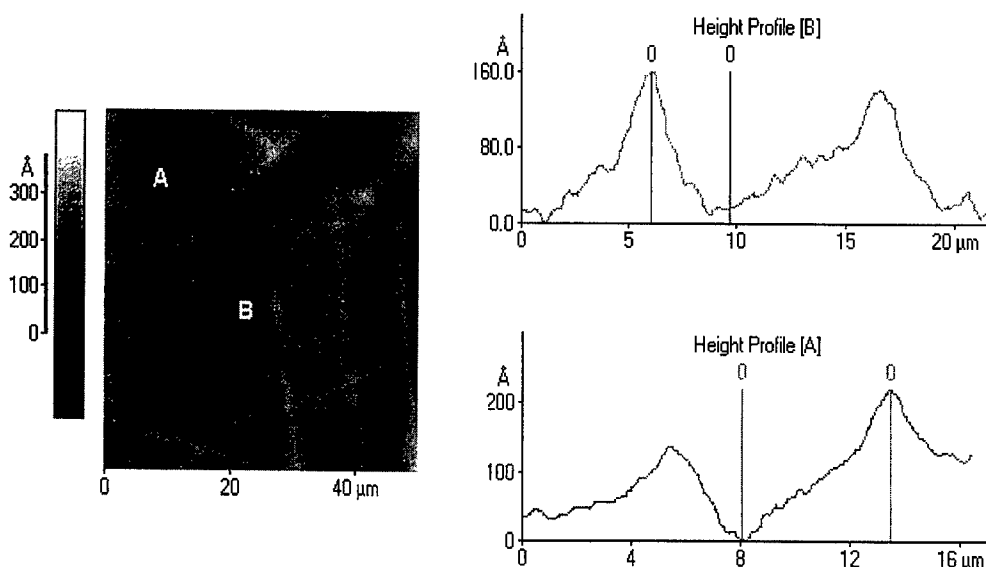 Å
300
200
100
0
A
B
0 20 40 µm
Height Profile [B]
Å
0 0
160.0
80.0
0.0
0 5 10 15 20 µm
Height Profile [A]
Å
0 0
200
100
0
0 4 8 12 16 µm